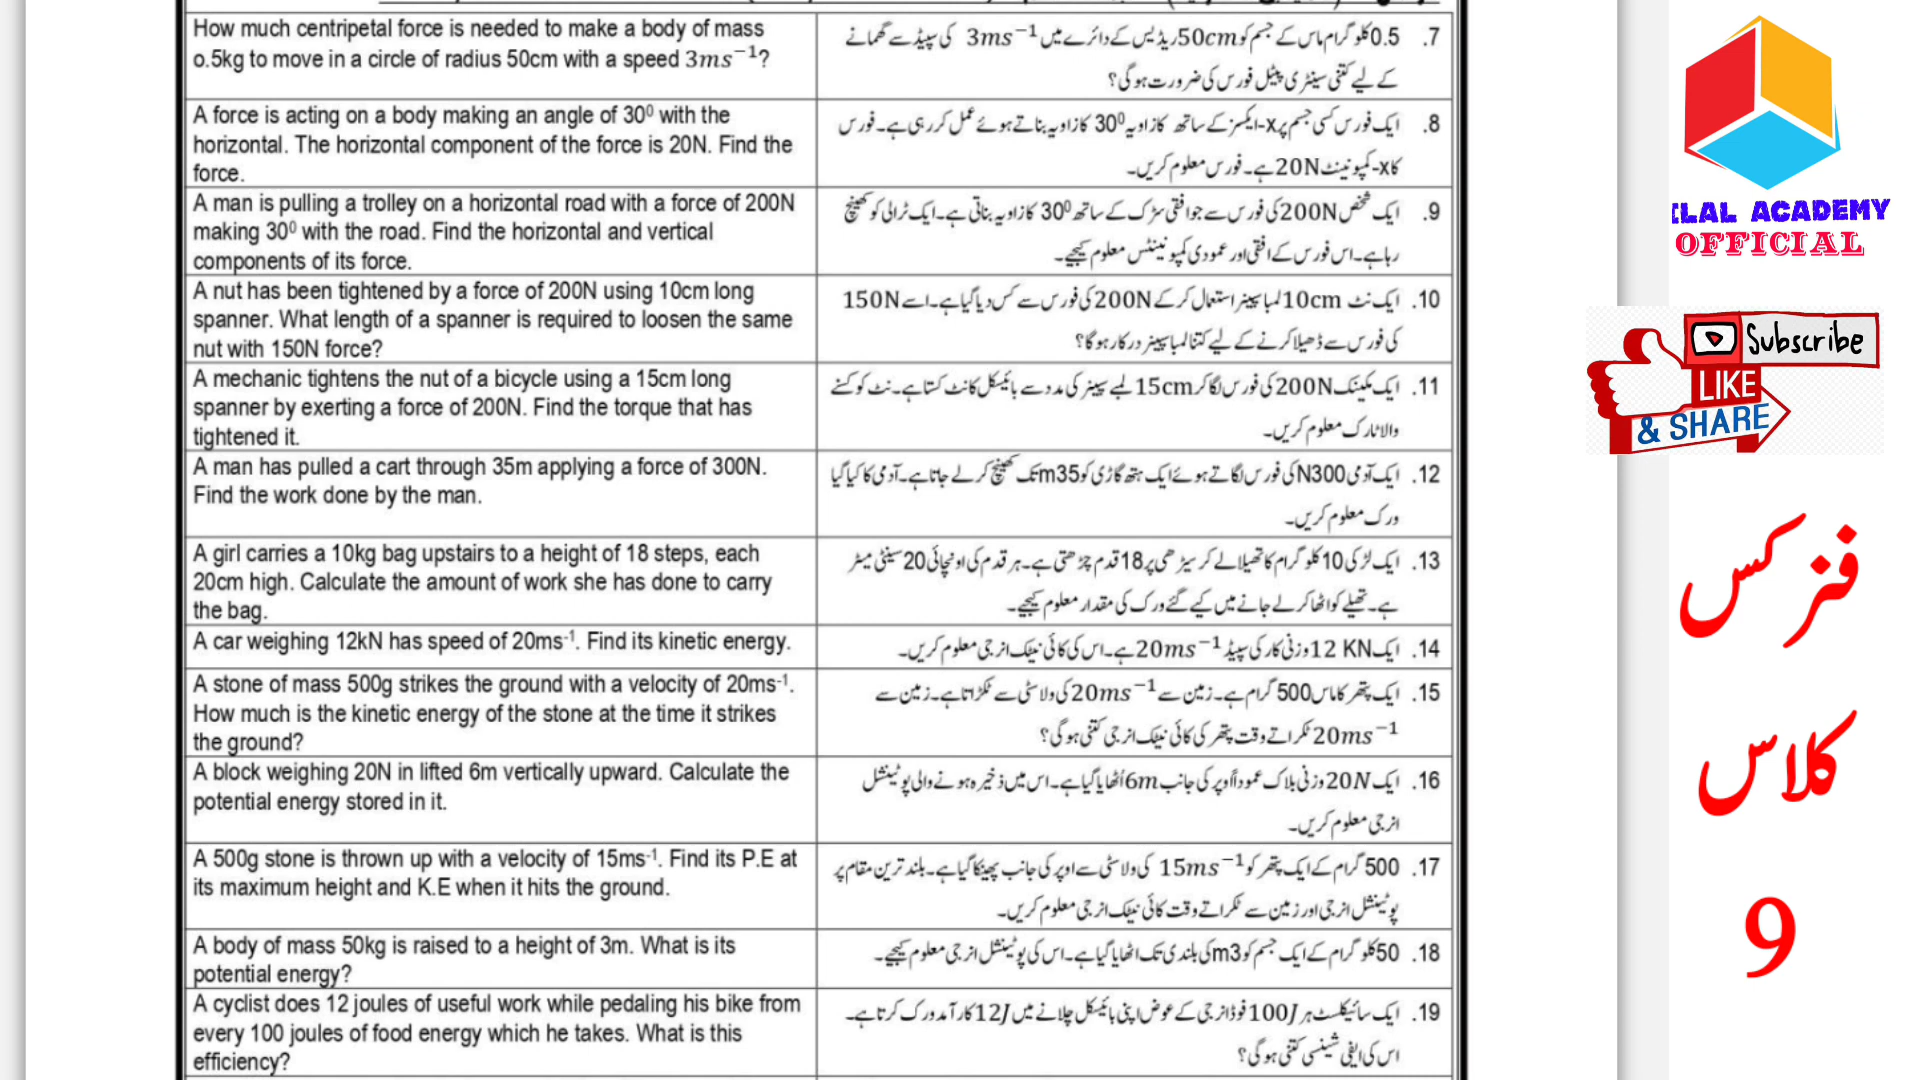 How much centripetal force is needed to make a body of mass
o.5kg to move in a circle of radius 50cm with a speed 3ms⁻¹?
7. 0.5 کلو گرام ماس کے جسم کو 50cm ریڈیس کے دائرے میں 3ms⁻¹ کی سپیڈ سے گھمانے
کے لیے کتنی سینٹری پیٹل فورس کی ضرورت ہو گی؟
A force is acting on a body making an angle of 30⁰ with the
horizontal. The horizontal component of the force is 20N. Find the
force.
8. ایک فورس کسی جسم پر x-ایکسز کے ساتھ کا زاویہ 30⁰ کا زاویہ بناتے ہوئے عمل کر رہی ہے۔ فورس
کا x-کمپونینٹ 20N ہے۔ فورس معلوم کریں۔
A man is pulling a trolley on a horizontal road with a force of 200N
making 30⁰ with the road. Find the horizontal and vertical
components of its force.
9. ایک شخص 200N کی فورس سے جو افقی سڑک کے ساتھ 30⁰ کا زاویہ بناتی ہے۔ ایک ٹرالی کو کھینچ
رہا ہے۔ اس فورس کے افقی اور عمودی کمپونینٹس معلوم کیجیے۔
A nut has been tightened by a force of 200N using 10cm long
spanner. What length of a spanner is required to loosen the same
nut with 150N force?
10. ایک نٹ 10cm لمبا سپینر استعمال کر کے 200N کی فورس سے کس دیا گیا ہے۔ اسے 150N
کی فورس سے ڈھیلا کرنے کے لیے کتنا لمبا سپینر درکار ہو گا؟
A mechanic tightens the nut of a bicycle using a 15cm long
spanner by exerting a force of 200N. Find the torque that has
tightened it.
11. ایک مکینک 200N کی فورس لگا کر 15cm لمبے سپینر کی مدد سے بائیسکل کا نٹ کستا ہے۔ نٹ کو کسنے
والا ٹارک معلوم کریں۔
A man has pulled a cart through 35m applying a force of 300N.
Find the work done by the man.
12. ایک آدمی N300 کی فورس لگاتے ہوئے ایک ہتھ گاڑی کو m35 تک کھینچ کر لے جاتا ہے۔ آدمی کا کیا گیا
ورک معلوم کریں۔
A girl carries a 10kg bag upstairs to a height of 18 steps, each
20cm high. Calculate the amount of work she has done to carry
the bag.
13. ایک لڑکی 10 کلو گرام کا تھیلا لے کر سیڑھی پر 18 قدم چڑھتی ہے۔ ہر قدم کی اونچائی 20 سینٹی میٹر
ہے۔ تھیلے کو اٹھا کر لے جانے میں کیے گئے ورک کی مقدار معلوم کیجیے۔
A car weighing 12kN has speed of 20ms⁻¹. Find its kinetic energy.
14. ایک 12 KN وزنی کار کی سپیڈ 20ms⁻¹ ہے۔ اس کی کائی نیٹک انرجی معلوم کریں۔
A stone of mass 500g strikes the ground with a velocity of 20ms⁻¹.
How much is the kinetic energy of the stone at the time it strikes
the ground?
15. ایک پتھر کا ماس 500 گرام ہے۔ زمین سے 20ms⁻¹ کی ولاسٹی سے ٹکراتا ہے۔ زمین سے
20ms⁻¹ ٹکراتے وقت پتھر کی کائی نیٹک انرجی کتنی ہو گی؟
A block weighing 20N in lifted 6m vertically upward. Calculate the
potential energy stored in it.
16. ایک 20N وزنی بلاک عموداً اوپر کی جانب 6m اٹھایا گیا ہے۔ اس میں ذخیرہ ہونے والی پوٹینشل
انرجی معلوم کریں۔
A 500g stone is thrown up with a velocity of 15ms⁻¹. Find its P.E at
its maximum height and K.E when it hits the ground.
17. 500 گرام کے ایک پتھر کو 15ms⁻¹ کی ولاسٹی سے اوپر کی جانب پھینکا گیا ہے۔ بلند ترین مقام پر
پوٹینشل انرجی اور زمین سے ٹکراتے وقت کائی نیٹک انرجی معلوم کریں۔
A body of mass 50kg is raised to a height of 3m. What is its
potential energy?
18. 50 کلو گرام کے ایک جسم کو m3 کی بلندی تک اٹھایا گیا ہے۔ اس کی پوٹینشل انرجی معلوم کیجیے۔
A cyclist does 12 joules of useful work while pedaling his bike from
every 100 joules of food energy which he takes. What is this
efficiency?
19. ایک سائیکلسٹ ہر 100J فوڈ انرجی کے عوض اپنی بائیسکل چلانے میں 12J کار آمد ورک کرتا ہے۔
اس کی ایفی شینسی کتنی ہو گی؟
ILAL ACADEMY
OFFICIAL
Subscribe
LIKE
& SHARE
فزکس
کلاس
9